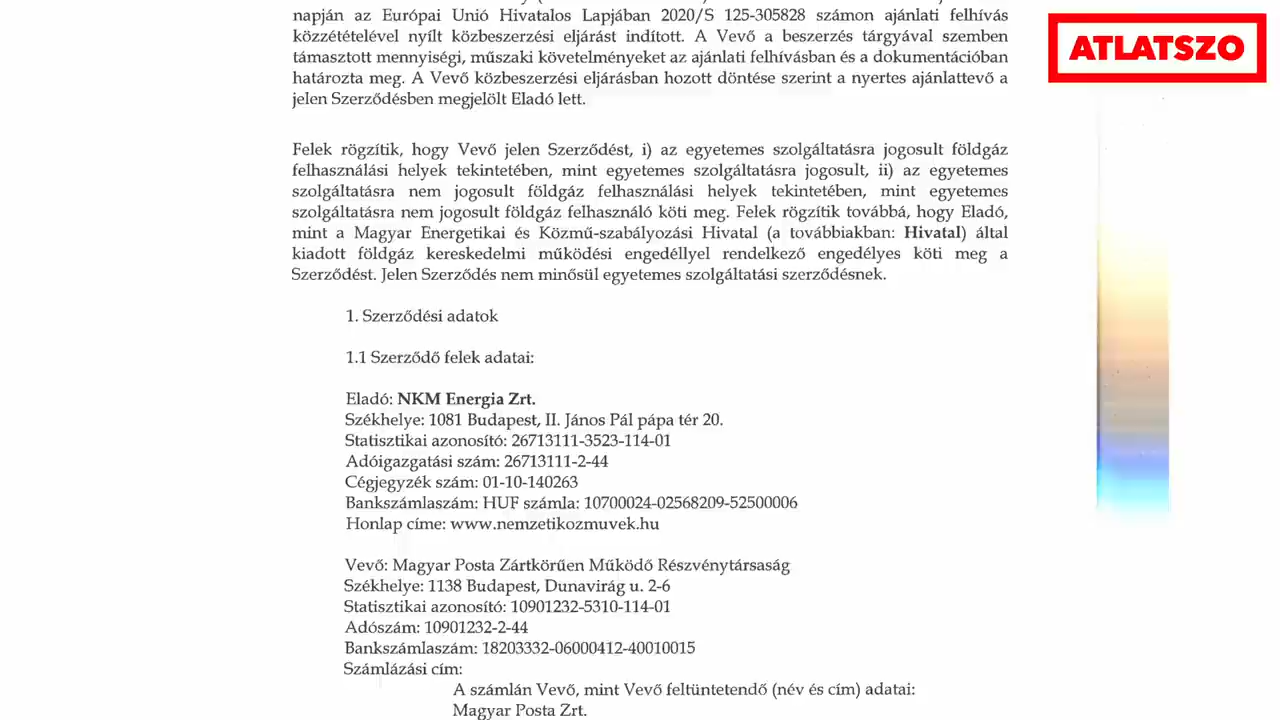 napján az Európai Unió Hivatalos Lapjában 2020/S 125-305828 számon ajánlati felhívás
közzétételével nyílt közbeszerzési eljárást indított. A Vevő a beszerzés tárgyával szemben
támasztott mennyiségi, műszaki követelményeket az ajánlati felhívásban és a dokumentációban
határozta meg. A Vevő közbeszerzési eljárásban hozott döntése szerint a nyertes ajánlattevő a
jelen Szerződésben megjelölt Eladó lett.
ATLATSZO
Felek rögzítik, hogy Vevő jelen Szerződést, i) az egyetemes szolgáltatásra jogosult földgáz
felhasználási helyek tekintetében, mint egyetemes szolgáltatásra jogosult, ii) az egyetemes
szolgáltatásra nem jogosult földgáz felhasználási helyek tekintetében, mint egyetemes
szolgáltatásra nem jogosult földgáz felhasználó köti meg. Felek rögzítik továbbá, hogy Eladó,
mint a Magyar Energetikai és Közmű-szabályozási Hivatal (a továbbiakban: Hivatal) által
kiadott földgáz kereskedelmi működési engedéllyel rendelkező engedélyes köti meg a
Szerződést. Jelen Szerződés nem minősül egyetemes szolgáltatási szerződésnek.
1. Szerződési adatok
1.1 Szerződő felek adatai:
Eladó: NKM Energia Zrt.
Székhelye: 1081 Budapest, II. János Pál pápa tér 20.
Statisztikai azonosító: 26713111-3523-114-01
Adóigazgatási szám: 26713111-2-44
Cégjegyzék szám: 01-10-140263
Bankszámlaszám: HUF számla: 10700024-02568209-52500006
Honlap címe: www.nemzetikozmuvek.hu
Vevő: Magyar Posta Zártkörűen Működő Részvénytársaság
Székhelye: 1138 Budapest, Dunavirág u. 2-6
Statisztikai azonosító: 10901232-5310-114-01
Adószám: 10901232-2-44
Bankszámlaszám: 18203332-06000412-40010015
Számlázási cím:
A számlán Vevő, mint Vevő feltüntetendő (név és cím) adatai:
Magyar Posta Zrt.